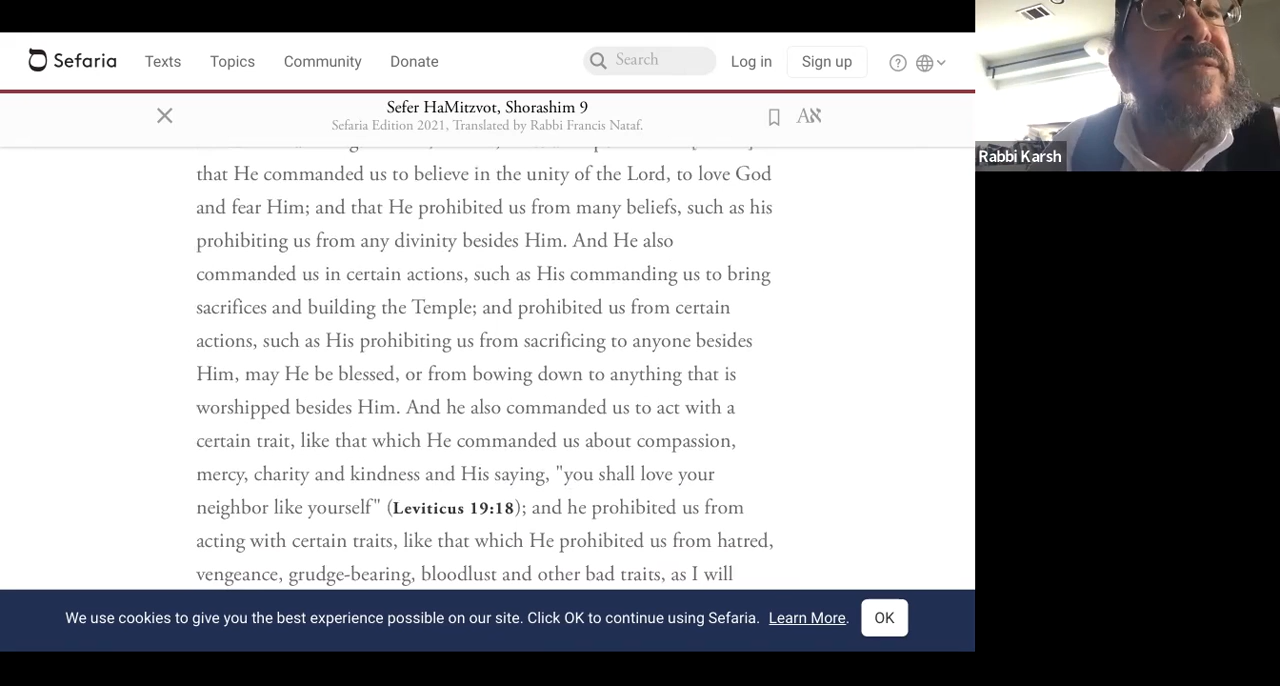 Sefaria
Texts Topics Community Donate
Search
Log in
Sign up
Sefer HaMitzvot, Shorashim 9
Sefaria Edition 2021, Translated by Rabbi Francis Nataf.
that He commanded us to believe in the unity of the Lord, to love God
and fear Him; and that He prohibited us from many beliefs, such as his
prohibiting us from any divinity besides Him. And He also
commanded us in certain actions, such as His commanding us to bring
sacrifices and building the Temple; and prohibited us from certain
actions, such as His prohibiting us from sacrificing to anyone besides
Him, may He be blessed, or from bowing down to anything that is
worshipped besides Him. And he also commanded us to act with a
certain trait, like that which He commanded us about compassion,
mercy, charity and kindness and His saying, "you shall love your
neighbor like yourself" (Leviticus 19:18); and he prohibited us from
acting with certain traits, like that which He prohibited us from hatred,
vengeance, grudge-bearing, bloodlust and other bad traits, as I will
We use cookies to give you the best experience possible on our site. Click OK to continue using Sefaria. Learn More. OK
Rabbi Karsh